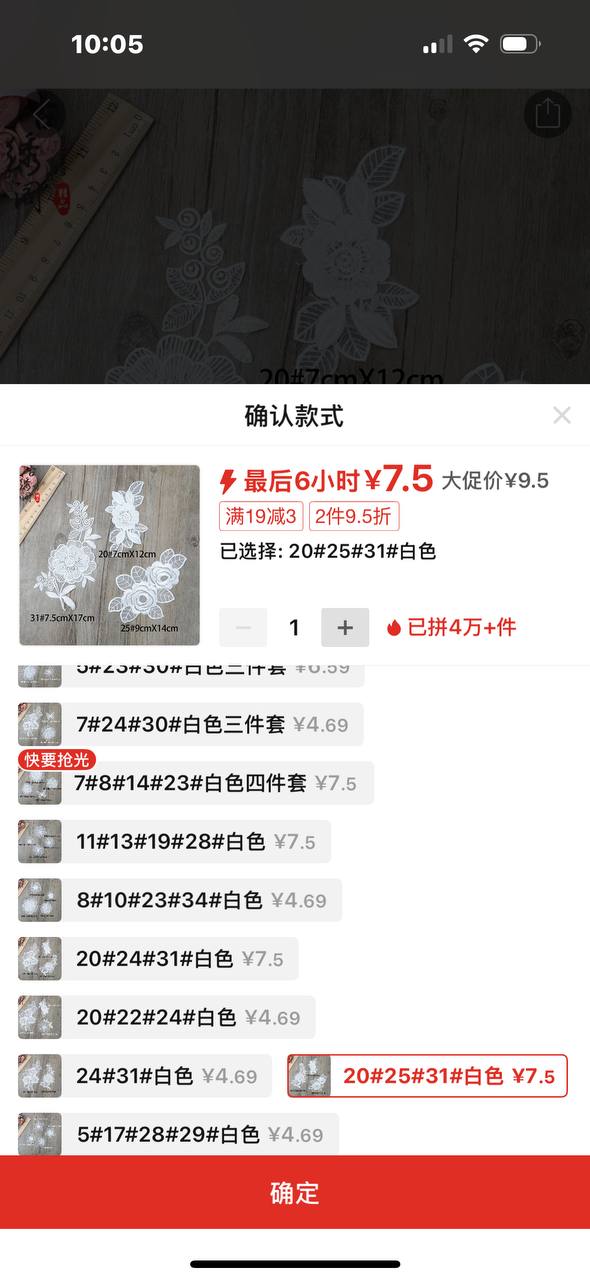 10:05
20#7cmX12cm
确认款式
最后6小时 ¥7.5 大促价¥9.5
满19减3 2件9.5折
已选择: 20#25#31#白色
1 已拼4万+件
20#7cmX12cm
31#7.5cmX17cm
25#9cmX14cm
5#23#30#白色三件套 ¥6.59
7#24#30#白色三件套 ¥4.69
快要抢光
7#8#14#23#白色四件套 ¥7.5
11#13#19#28#白色 ¥7.5
8#10#23#34#白色 ¥4.69
20#24#31#白色 ¥7.5
20#22#24#白色 ¥4.69
24#31#白色 ¥4.69 20#25#31#白色 ¥7.5
5#17#28#29#白色 ¥4.69
确定